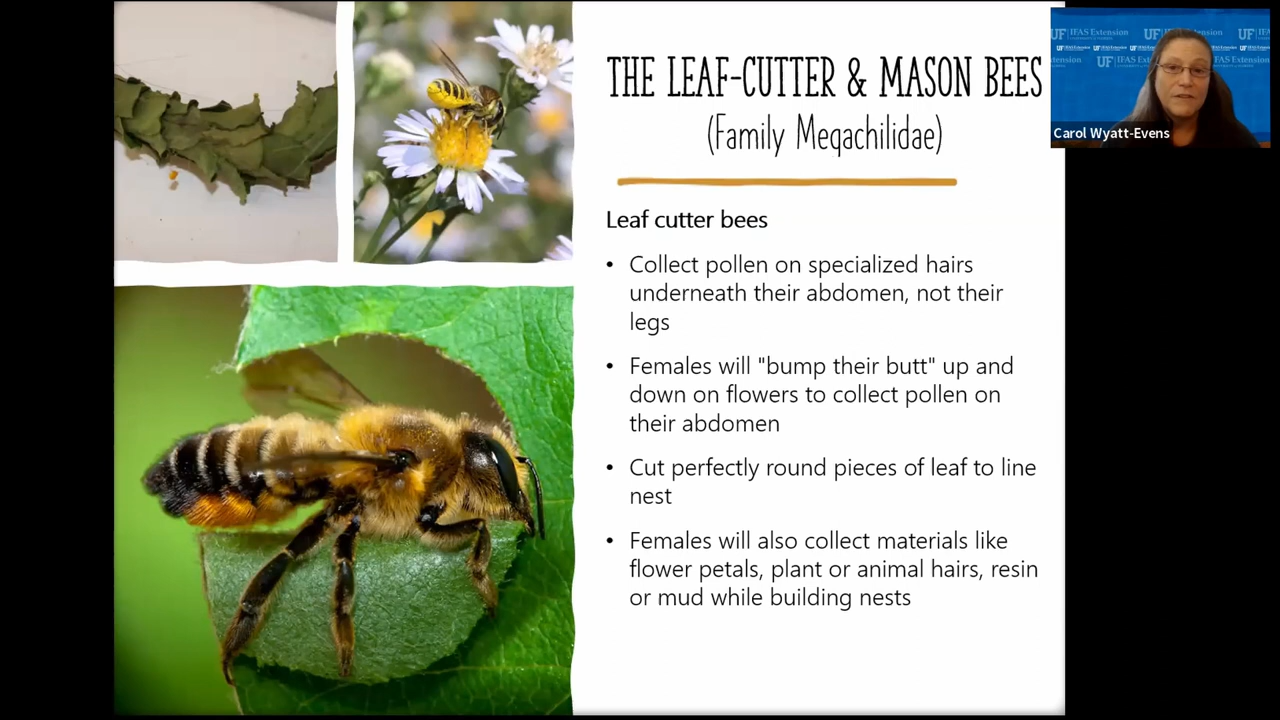 THE LEAF-CUTTER & MASON BEES
(Family Megachilidae)
Leaf cutter bees
• Collect pollen on specialized hairs
underneath their abdomen, not their
legs
• Females will "bump their butt" up and
down on flowers to collect pollen on
their abdomen
• Cut perfectly round pieces of leaf to line
nest
• Females will also collect materials like
flower petals, plant or animal hairs, resin
or mud while building nests
UF IFAS Extension
Carol Wyatt-Evens